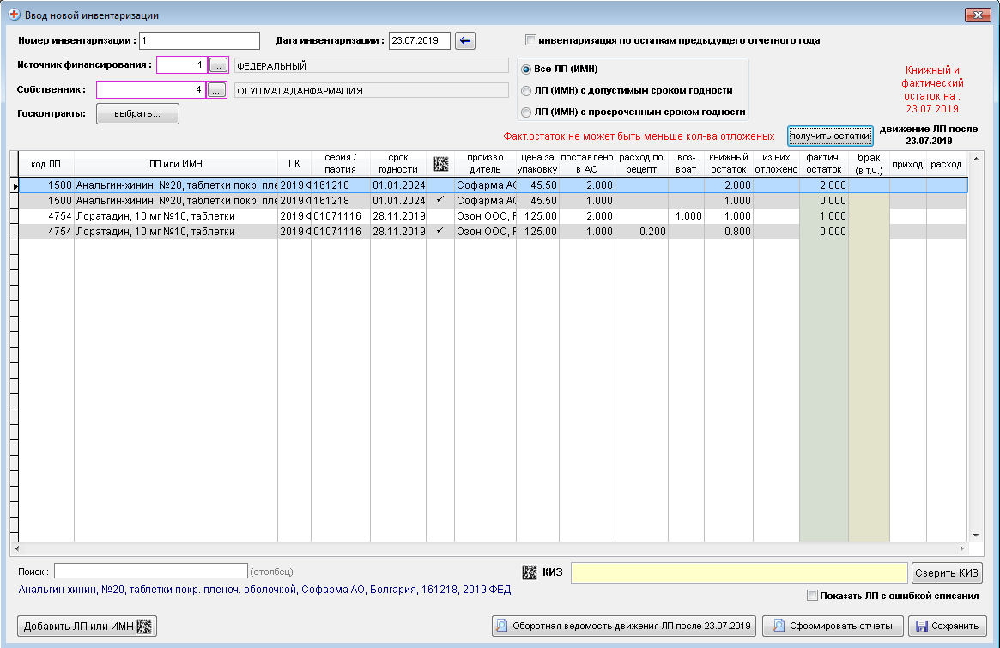 Ввод новой инвентаризации
Номер инвентаризации : 1 Дата инвентаризации : 23.07.2019 инвентаризация по остаткам предыдущего отчетного года
Источник финансирования : 1 ... ФЕДЕРАЛЬНЫЙ
Собственник : 4 ... ОГУП МАГАДАНФАРМАЦИЯ
Госконтракты: выбрать...
Все ЛП (ИМН)
ЛП (ИМН) с допустимым сроком годности
ЛП (ИМН) с просроченным сроком годности
Книжный и
фактический
остаток на :
23.07.2019
Факт.остаток не может быть меньше кол-ва отложеных получить остатки
движение ЛП после
23.07.2019
код ЛП ЛП или ИМН ГК серия / партия срок годности произво дитель цена за упаковку поставлено в АО расход по рецепт воз- врат книжный остаток из них отложено фактич. остаток брак (в т.ч.) приход расход
1500 Анальгин-хинин, №20, таблетки покр. пле 2019 Ф 161218 01.01.2024 Софарма АО 45.50 2.000 2.000 2.000
1500 Анальгин-хинин, №20, таблетки покр. пле 2019 Ф 161218 01.01.2024 ✓ Софарма АО 45.50 1.000 1.000 0.000
4754 Лоратадин, 10 мг №10, таблетки 2019 Ф 01071116 28.11.2019 Озон ООО, Р 125.00 2.000 1.000 1.000 1.000
4754 Лоратадин, 10 мг №10, таблетки 2019 Ф 01071116 28.11.2019 ✓ Озон ООО, Р 125.00 1.000 0.200 0.800 0.000
Поиск : (столбец) КИЗ Сверить КИЗ
Анальгин-хинин, №20, таблетки покр. пленоч. оболочкой, Софарма АО, Болгария, 161218, 2019 ФЕД,
Показать ЛП с ошибкой списания
Добавить ЛП или ИМН Оборотная ведомость движения ЛП после 23.07.2019 Сформировать отчеты Сохранить